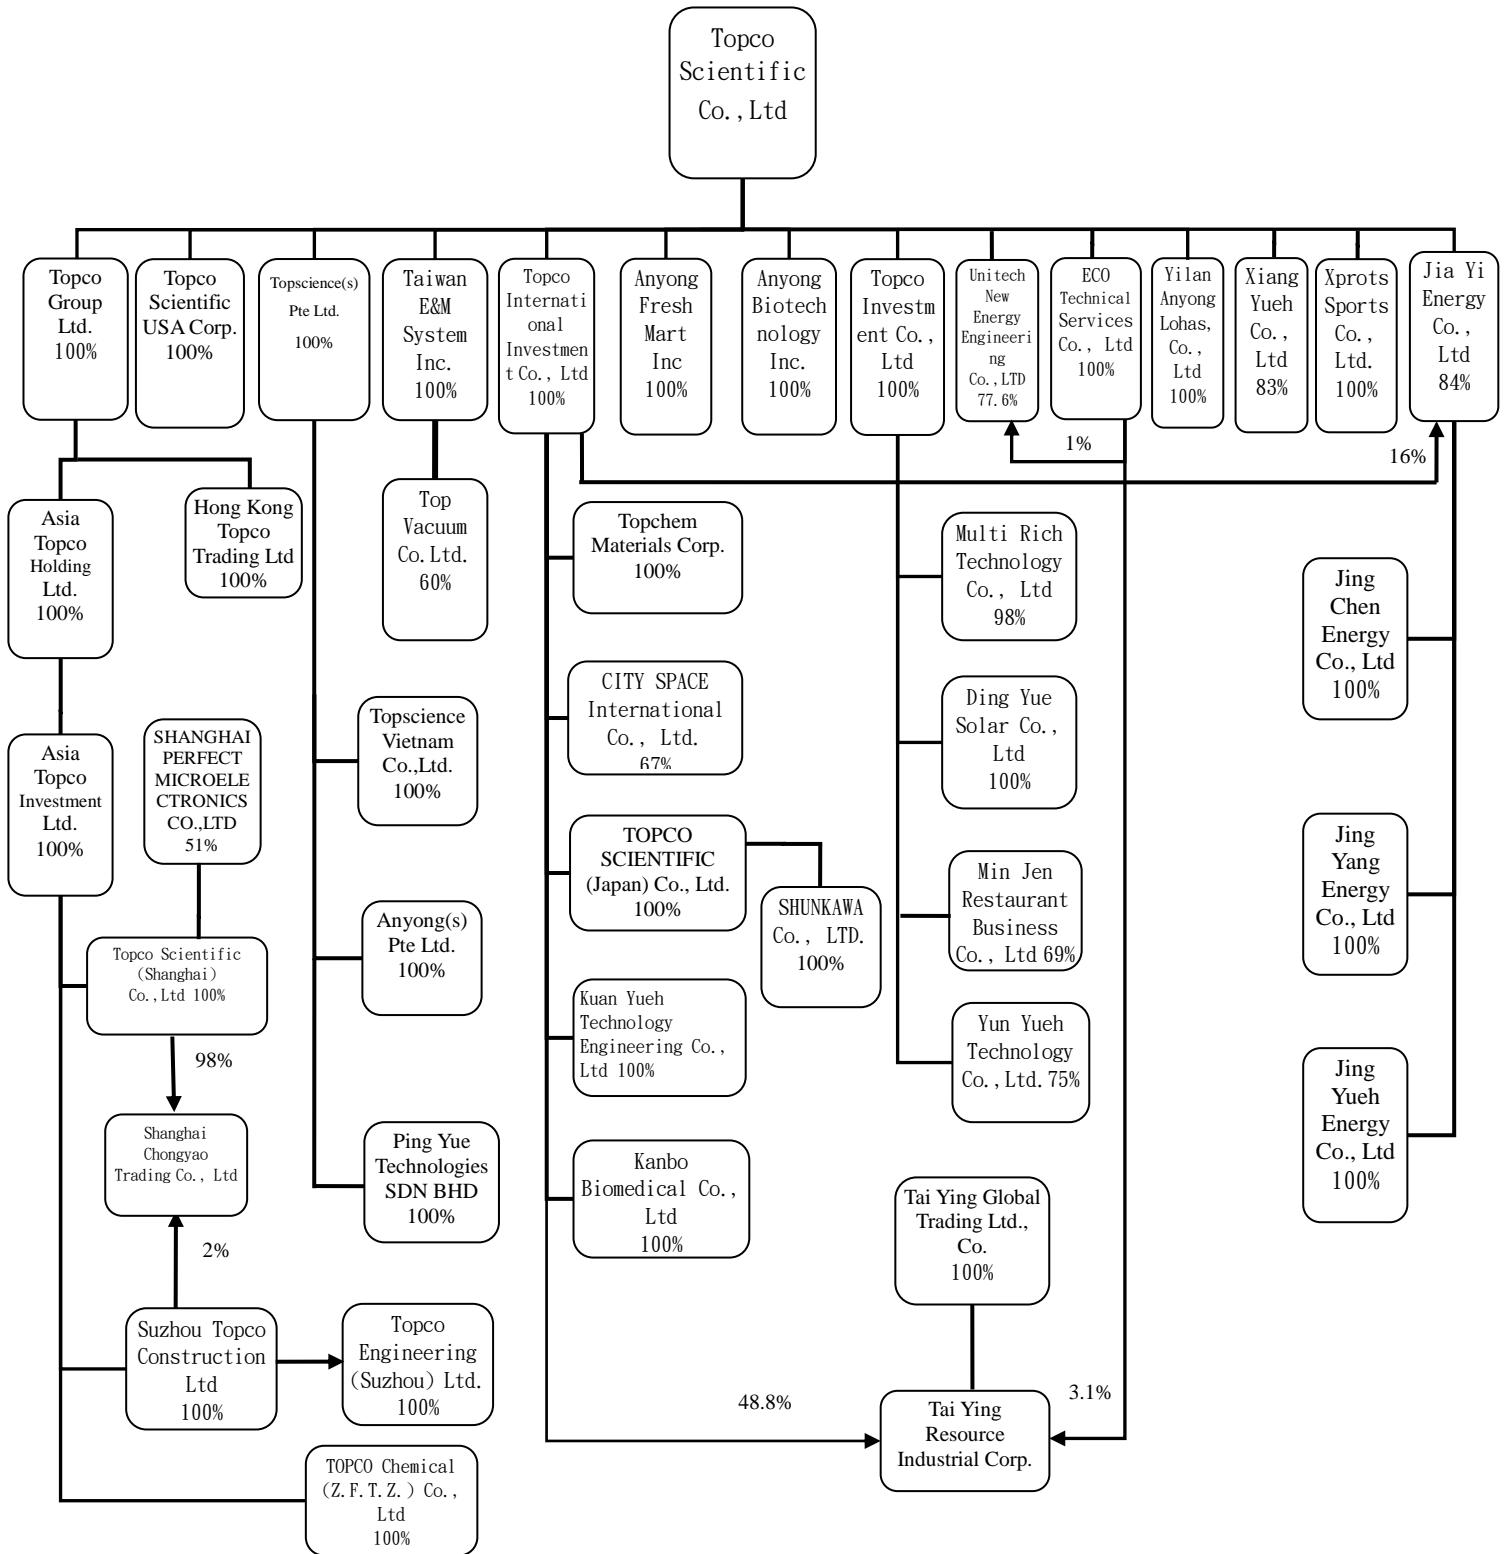 Topco
Scientific
Co.,Ltd
Topco
Group
Ltd.
100%
Topco
Scientific
USA Corp.
100%
Topscience(s)
Pte Ltd.
100%
Taiwan
E&M
System
Inc.
100%
Topco
Internati
onal
Investmen
t Co., Ltd
100%
Anyong
Fresh
Mart
Inc
100%
Anyong
Biotech
nology
Inc.
100%
Topco
Investm
ent Co.,
Ltd
100%
Unitech
New
Energy
Engineeri
ng
Co.,LTD
77.6%
ECO
Technical
Services
Co., Ltd
100%
Yilan
Anyong
Lohas,
Co.,
Ltd
100%
Xiang
Yueh
Co.,
Ltd
83%
Xprots
Sports
Co.,
Ltd.
100%
Jia Yi
Energy
Co.,
Ltd
84%
1%
16%
Asia
Topco
Holding
Ltd.
100%
Hong Kong
Topco
Trading Ltd
100%
Top
Vacuum
Co.Ltd.
60%
Topchem
Materials Corp.
100%
Multi Rich
Technology
Co., Ltd
98%
Jing
Chen
Energy
Co., Ltd
100%
Asia
Topco
Investment
Ltd.
100%
SHANGHAI
PERFECT
MICROELE
CTRONICS
CO.,LTD
51%
Topscience
Vietnam
Co.,Ltd.
100%
CITY SPACE
International
Co., Ltd.
67%
Ding Yue
Solar Co.,
Ltd
100%
TOPCO
SCIENTIFIC
(Japan) Co., Ltd.
100%
SHUNKAWA
Co., LTD.
100%
Min Jen
Restaurant
Business
Co., Ltd 69%
Jing
Yang
Energy
Co., Ltd
100%
Topco Scientific
(Shanghai)
Co.,Ltd 100%
Anyong(s)
Pte Ltd.
100%
Kuan Yueh
Technology
Engineering Co.,
Ltd 100%
Yun Yueh
Technology
Co.,Ltd.75%
98%
Shanghai
Chongyao
Trading Co., Ltd
2%
Ping Yue
Technologies
SDN BHD
100%
Kanbo
Biomedical Co.,
Ltd
100%
Tai Ying Global
Trading Ltd.,
Co.
100%
Jing
Yueh
Energy
Co., Ltd
100%
Suzhou Topco
Construction
Ltd
100%
Topco
Engineering
(Suzhou) Ltd.
100%
48.8%
Tai Ying
Resource
Industrial Corp.
3.1%
TOPCO Chemical
(Z.F.T.Z.) Co.,
Ltd
100%